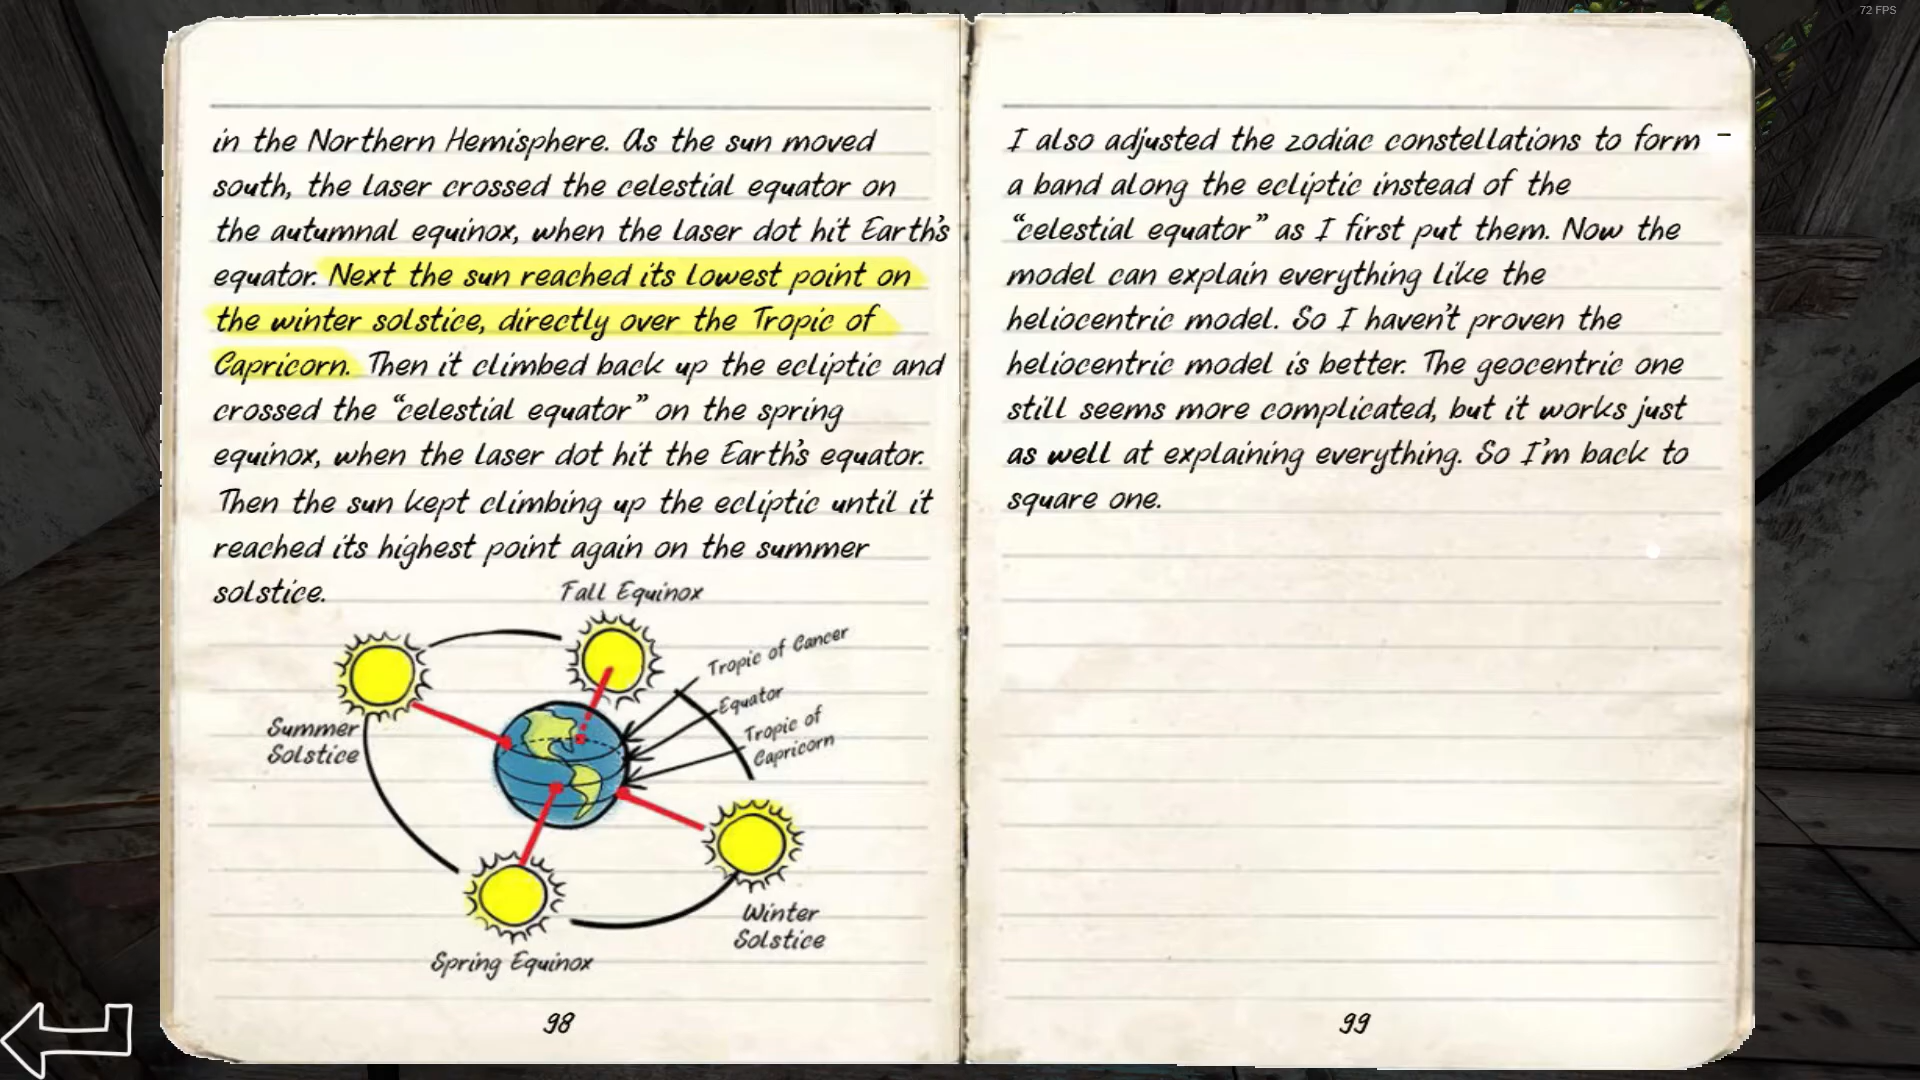 72 FPS
in the Northern Hemisphere. As the sun moved
south, the laser crossed the celestial equator on
the autumnal equinox, when the laser dot hit Earth's
equator. Next the sun reached its lowest point on
the winter solstice, directly over the Tropic of
Capricorn. Then it climbed back up the ecliptic and
crossed the “celestial equator” on the spring
equinox, when the laser dot hit the Earth's equator.
Then the sun kept climbing up the ecliptic until it
reached its highest point again on the summer
solstice.
Fall Equinox
Tropic of Cancer
Equator
Tropic of
Capricorn
Summer
Solstice
Winter
Solstice
Spring Equinox
98
I also adjusted the zodiac constellations to form -
a band along the ecliptic instead of the
“celestial equator” as I first put them. Now the
model can explain everything like the
heliocentric model. So I haven't proven the
heliocentric model is better. The geocentric one
still seems more complicated, but it works just
as well at explaining everything. So I'm back to
square one.
99